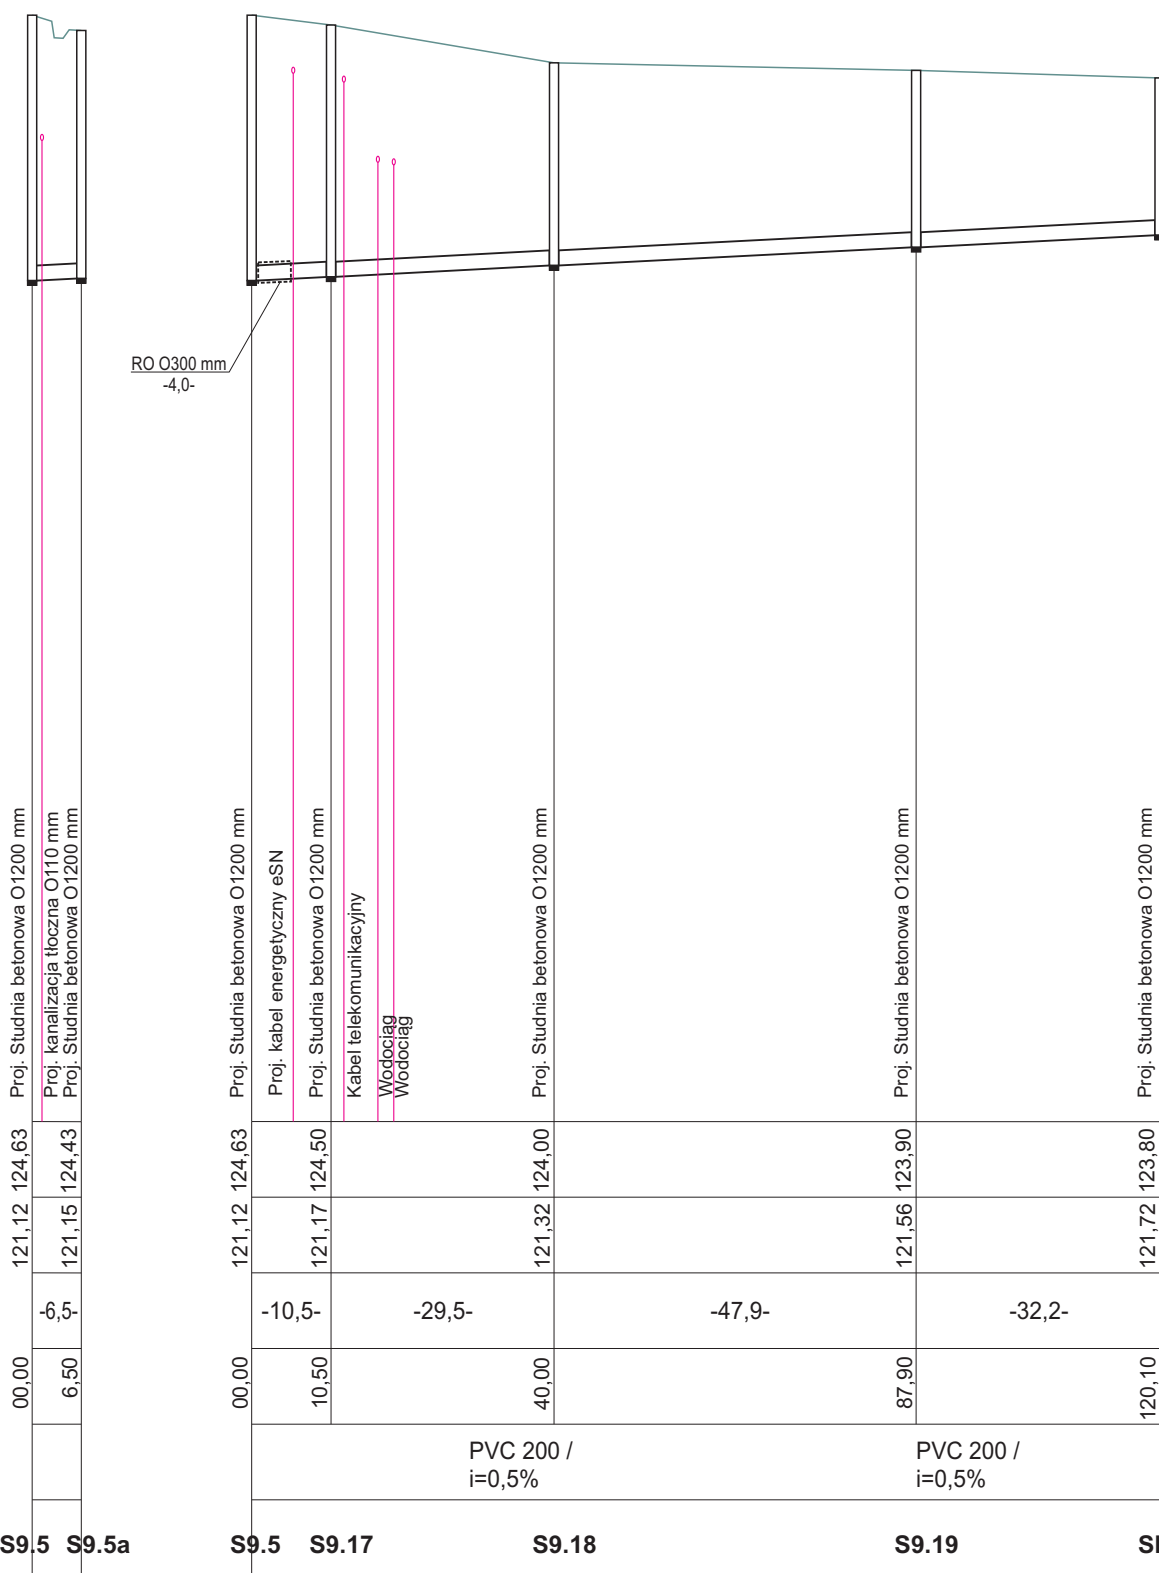 RO O300 mm
-4,0-
Proj. Studnia betonowa O1200 mm
Proj. kanalizacja tłoczna O110 mm
Proj. Studnia betonowa O1200 mm
Proj. Studnia betonowa O1200 mm
Proj. kabel energetyczny eSN
Proj. Studnia betonowa O1200 mm
Kabel telekomunikacyjny
Wodociąg
Wodociąg
Proj. Studnia betonowa O1200 mm
Proj. Studnia betonowa O1200 mm
Proj. Studnia betonowa O1200 mm
124,63 124,43 124,63 124,50 124,00 123,90 123,80
121,12 121,15 121,12 121,17 121,32 121,56 121,72
-6,5- -10,5- -29,5- -47,9- -32,2-
00,00 6,50 00,00 10,50 40,00 87,90 120,10
PVC 200 /
i=0,5%
PVC 200 /
i=0,5%
S9.5 S9.5a S9.5 S9.17 S9.18 S9.19